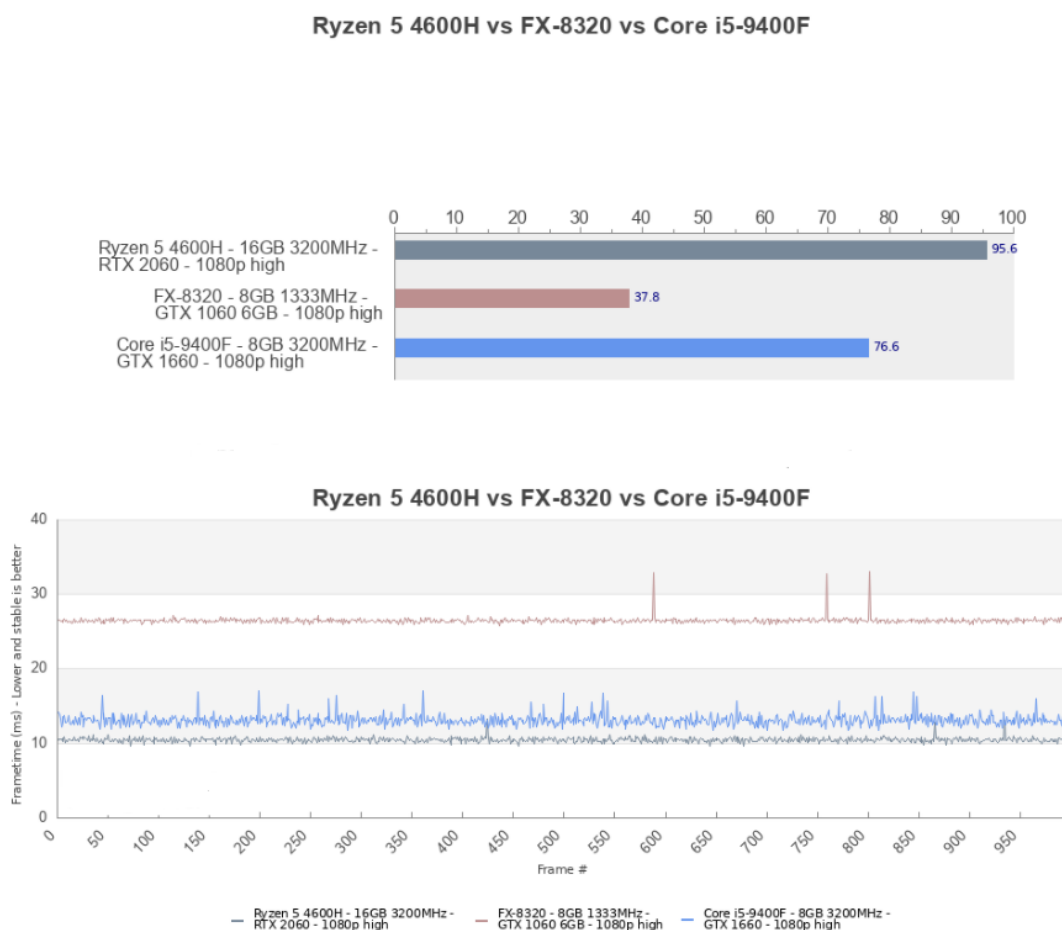 Ryzen 5 4600H vs FX-8320 vs Core i5-9400F
0 10 20 30 40 50 60 70 80 90 100
Ryzen 5 4600H - 16GB 3200MHz -
RTX 2060 - 1080p high
95.6
FX-8320 - 8GB 1333MHz -
GTX 1060 6GB - 1080p high
37.8
Core i5-9400F - 8GB 3200MHz -
GTX 1660 - 1080p high
76.6
Ryzen 5 4600H vs FX-8320 vs Core i5-9400F
Frametime (ms) - Lower and stable is better
40
30
20
10
0
0 50 100 150 200 250 300 350 400 450 500 550 600 650 700 750 800 850 900 950
Frame #
Ryzen 5 4600H - 16GB 3200MHz -
RTX 2060 - 1080p high
FX-8320 - 8GB 1333MHz -
GTX 1060 6GB - 1080p high
Core i5-9400F - 8GB 3200MHz -
GTX 1660 - 1080p high